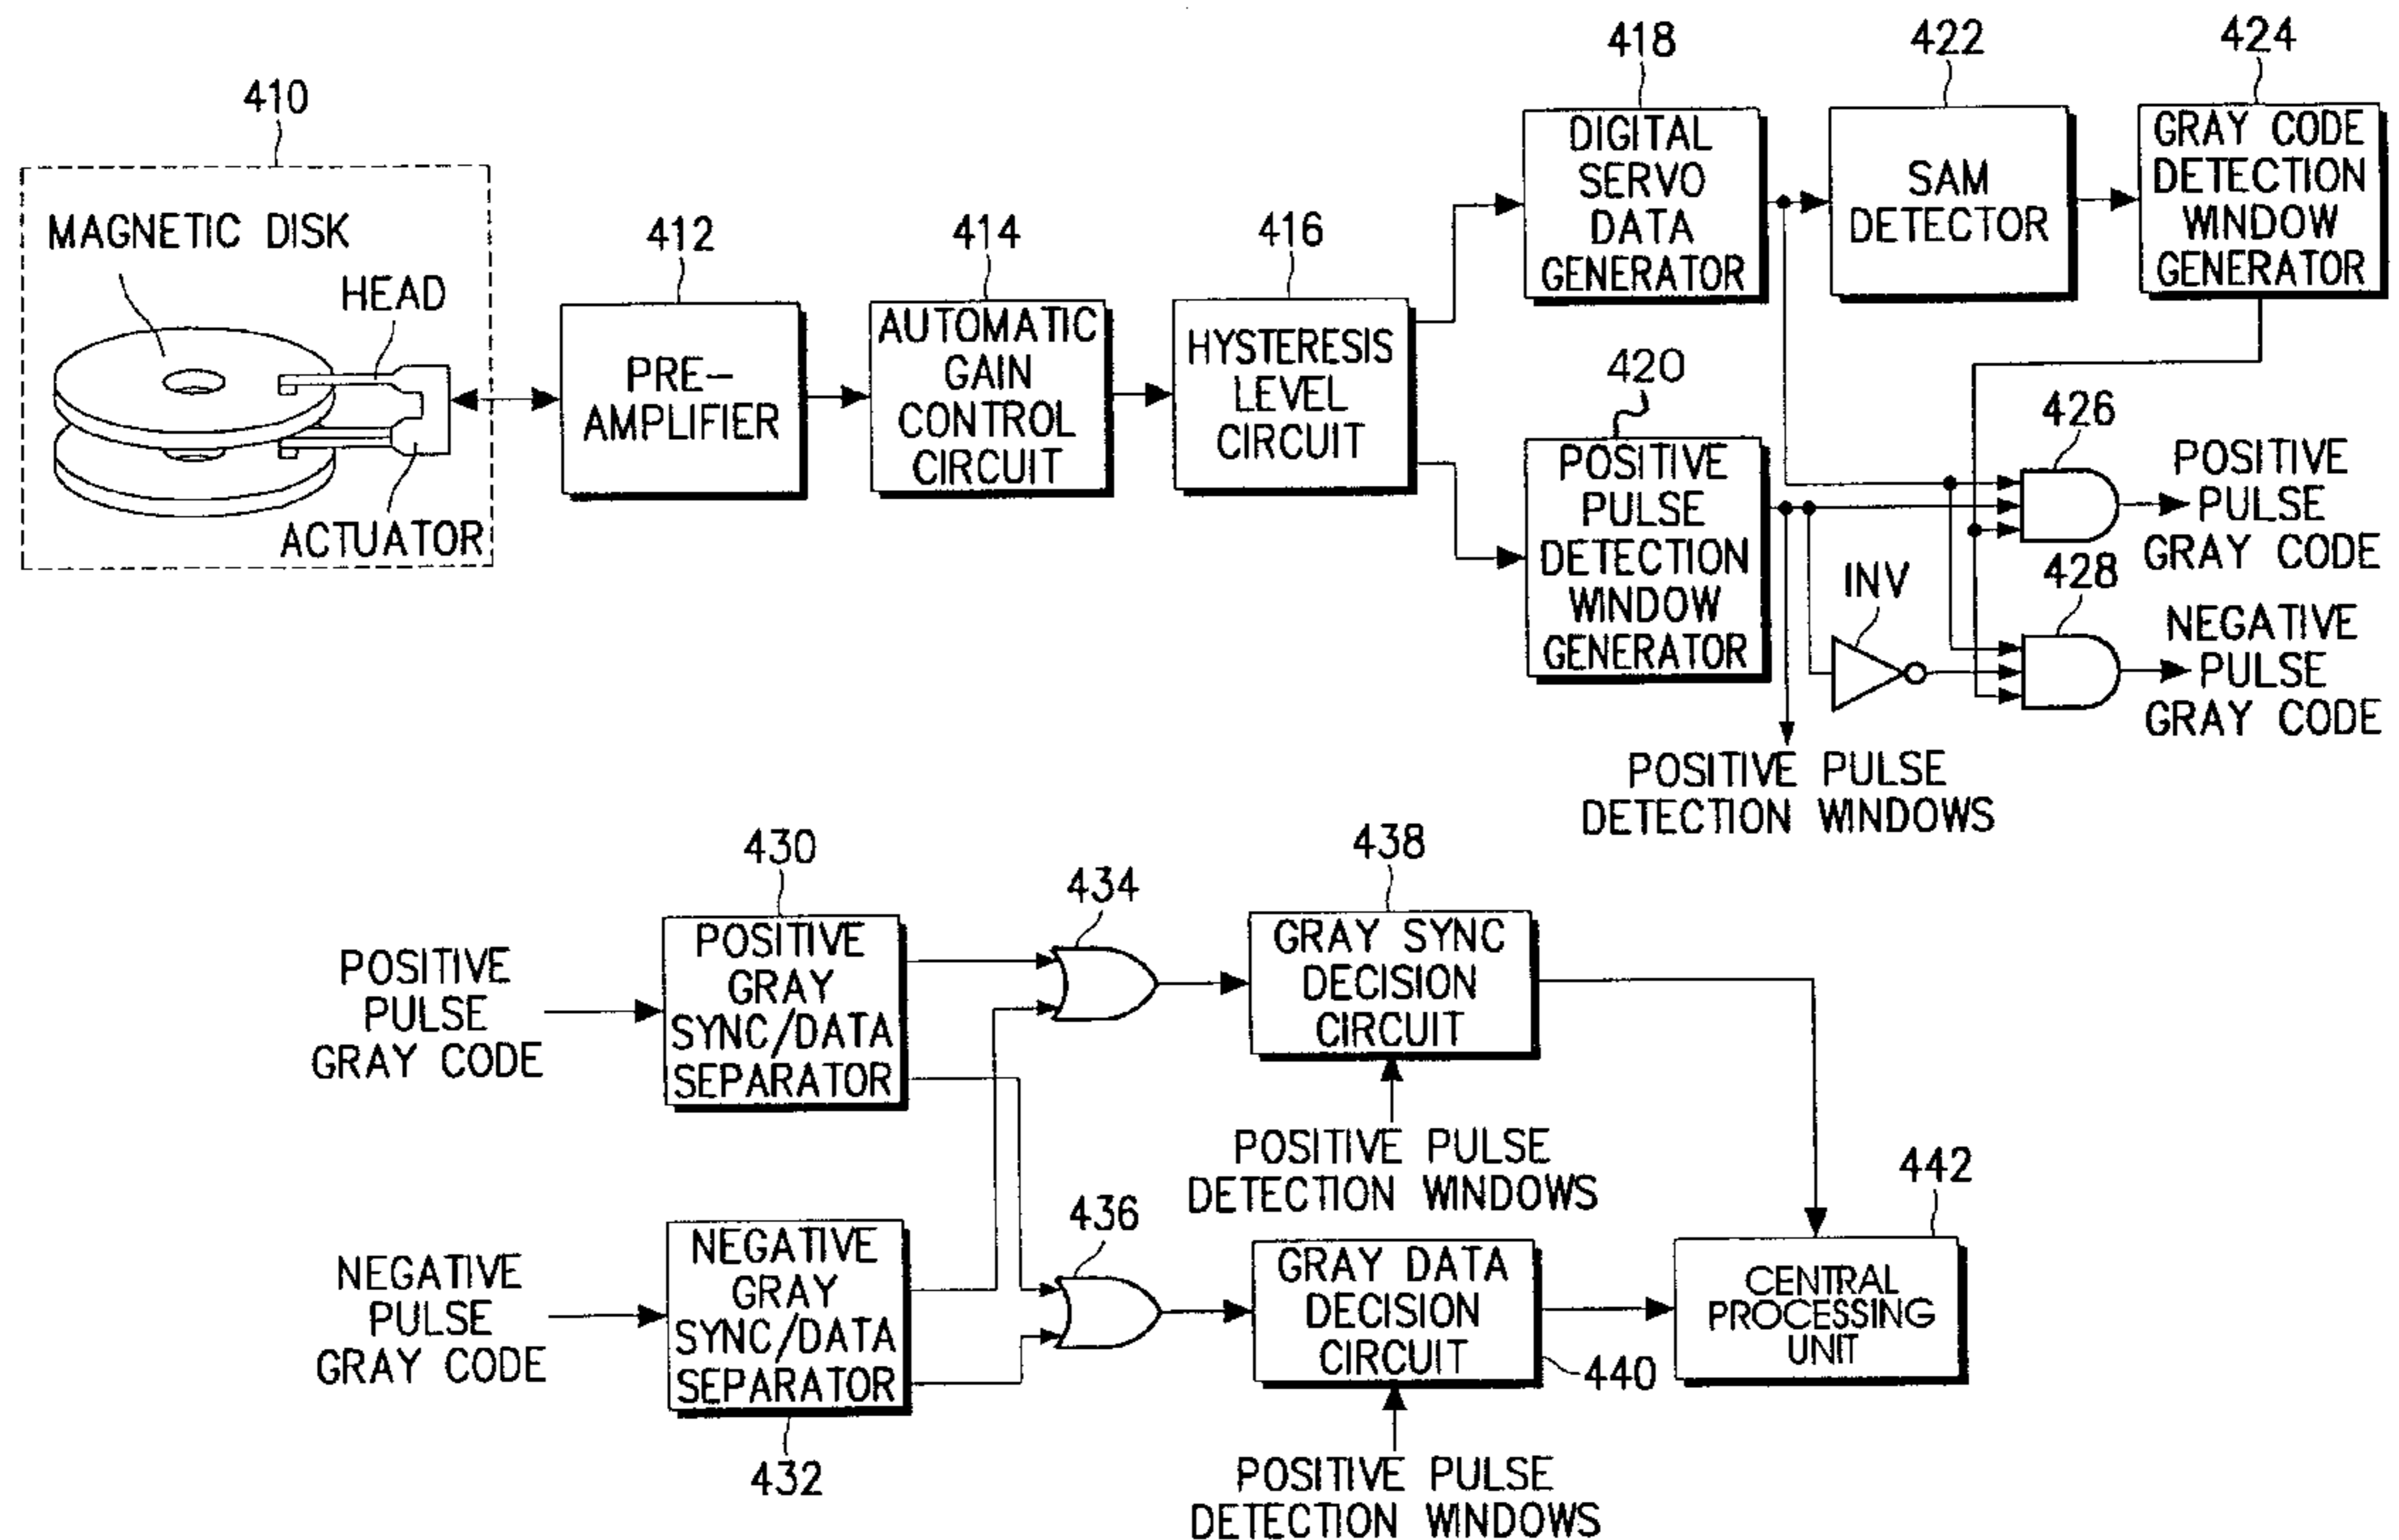 410
MAGNETIC DISK
HEAD
ACTUATOR
412
PRE-
AMPLIFIER
414
AUTOMATIC
GAIN
CONTROL
CIRCUIT
416
HYSTERESIS
LEVEL
CIRCUIT
418
DIGITAL
SERVO
DATA
GENERATOR
420
POSITIVE
PULSE
DETECTION
WINDOW
GENERATOR
422
SAM
DETECTOR
424
GRAY CODE
DETECTION
WINDOW
GENERATOR
426
POSITIVE
PULSE
GRAY CODE
INV
428
NEGATIVE
PULSE
GRAY CODE
POSITIVE PULSE
DETECTION WINDOWS
POSITIVE
PULSE
GRAY CODE
430
POSITIVE
GRAY
SYNC/DATA
SEPARATOR
434
438
GRAY SYNC
DECISION
CIRCUIT
POSITIVE PULSE
DETECTION WINDOWS
NEGATIVE
PULSE
GRAY CODE
NEGATIVE
GRAY
SYNC/DATA
SEPARATOR
432
436
GRAY DATA
DECISION
CIRCUIT
440
POSITIVE PULSE
DETECTION WINDOWS
442
CENTRAL
PROCESSING
UNIT